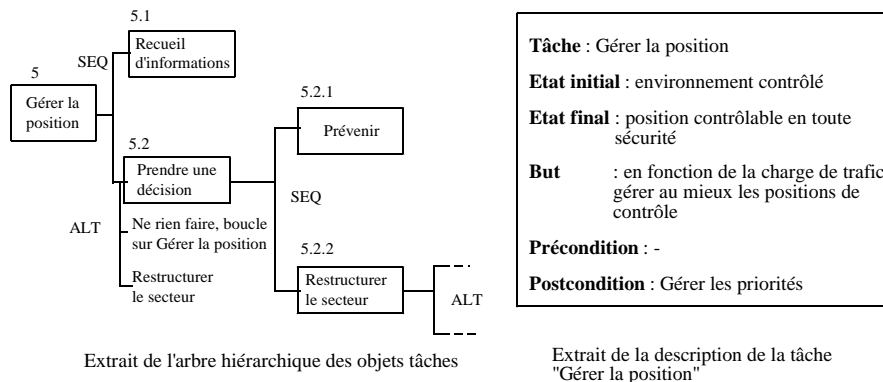 5.1
Recueil
d'informations
SEQ
5
Gérer la
position
5.2.1
Prévenir
5.2
Prendre une
décision
SEQ
ALT
Ne rien faire, boucle
sur Gérer la position
Restructurer
le secteur
5.2.2
Restructurer
le secteur
ALT
Extrait de l'arbre hiérarchique des objets tâches
Tâche : Gérer la position
Etat initial : environnement contrôlé
Etat final : position contrôlable en toute
sécurité
But : en fonction de la charge de trafic
gérer au mieux les positions de
contrôle
Précondition : -
Postcondition : Gérer les priorités
Extrait de la description de la tâche
"Gérer la position"